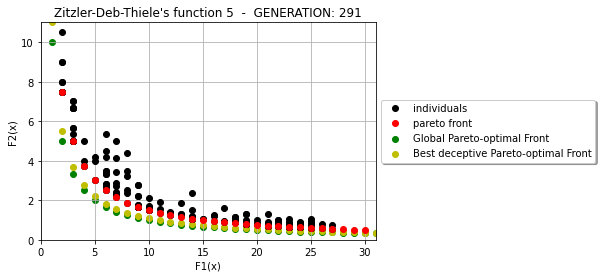 Zitzler-Deb-Thiele's function 5 - GENERATION: 291
F2(x)
10
8
6
4
2
0
0 5 10 15 20 25 30
F1(x)
individuals
pareto front
Global Pareto-optimal Front
Best deceptive Pareto-optimal Front